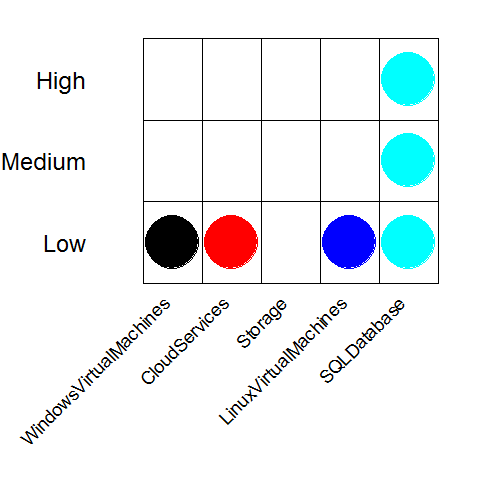 High
Medium
Low
WindowsVirtualMachines
CloudServices
Storage
LinuxVirtualMachines
SQLDatabase